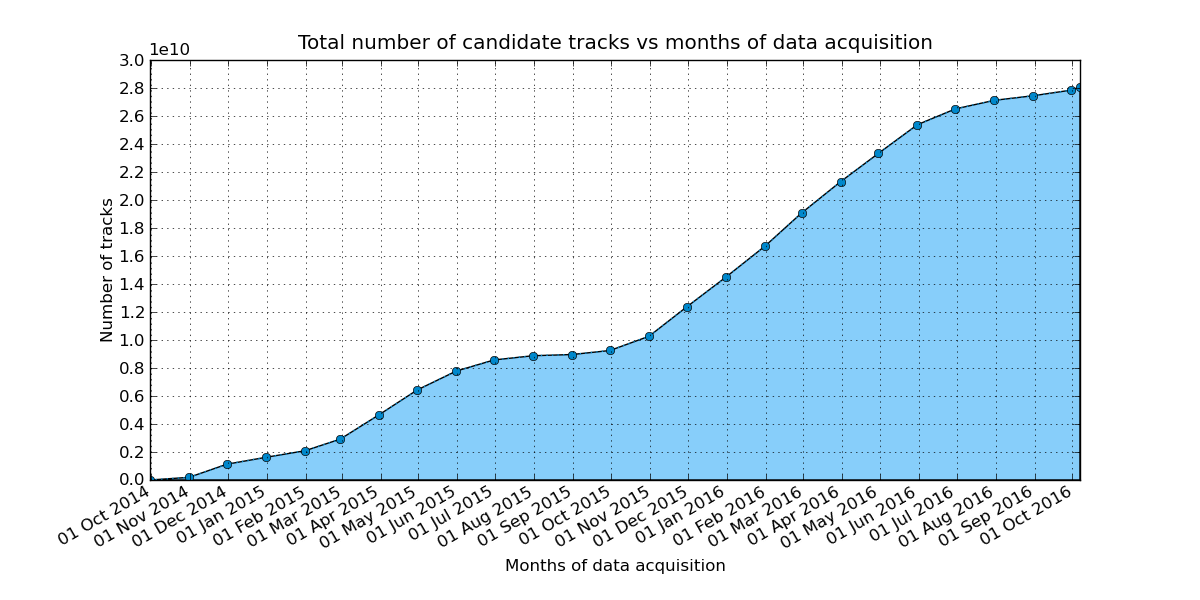 Total number of candidate tracks vs months of data acquisition
1e10
3.0
2.8
2.6
2.4
2.2
2.0
1.8
1.6
1.4
1.2
1.0
0.8
0.6
0.4
0.2
0.0
Number of tracks
01 Oct 2014
01 Nov 2014
01 Dec 2014
01 Jan 2015
01 Feb 2015
01 Mar 2015
01 Apr 2015
01 May 2015
01 Jun 2015
01 Jul 2015
01 Aug 2015
01 Sep 2015
01 Oct 2015
01 Nov 2015
01 Dec 2015
01 Jan 2016
01 Feb 2016
01 Mar 2016
01 Apr 2016
01 May 2016
01 Jun 2016
01 Jul 2016
01 Aug 2016
01 Sep 2016
01 Oct 2016
Months of data acquisition